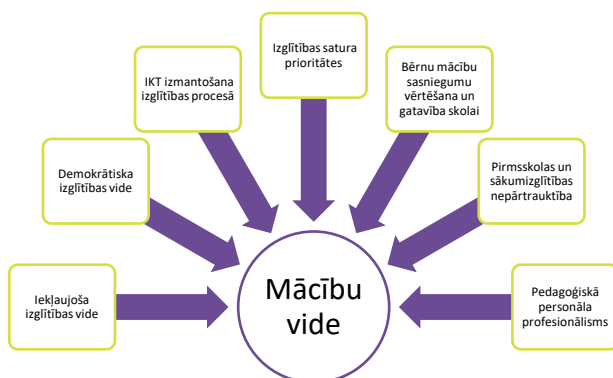 Izglītības satura
prioritātes
IKT izmantošana
izglītības procesā
Bērnu mācību
sasniegumu
vērtēšana un
gatavība skolai
Demokrātiska
izglītības vide
Pirmsskolas un
sākumizglītības
nepārtrauktība
Iekļaujoša
izglītības vide
Mācību
vide
Pedagoģiskā
personāla
profesionālisms